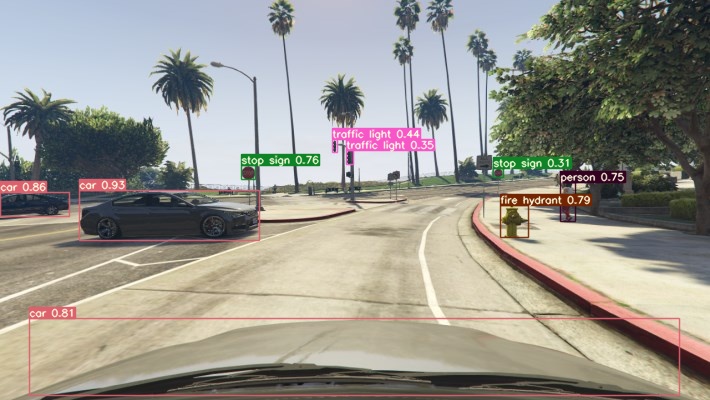 traffic light 0.44
traffic light 0.35
stop sign 0.76
stop sign 0.31
person 0.75
car 0.86
car 0.93
fire hydrant 0.79
car 0.81